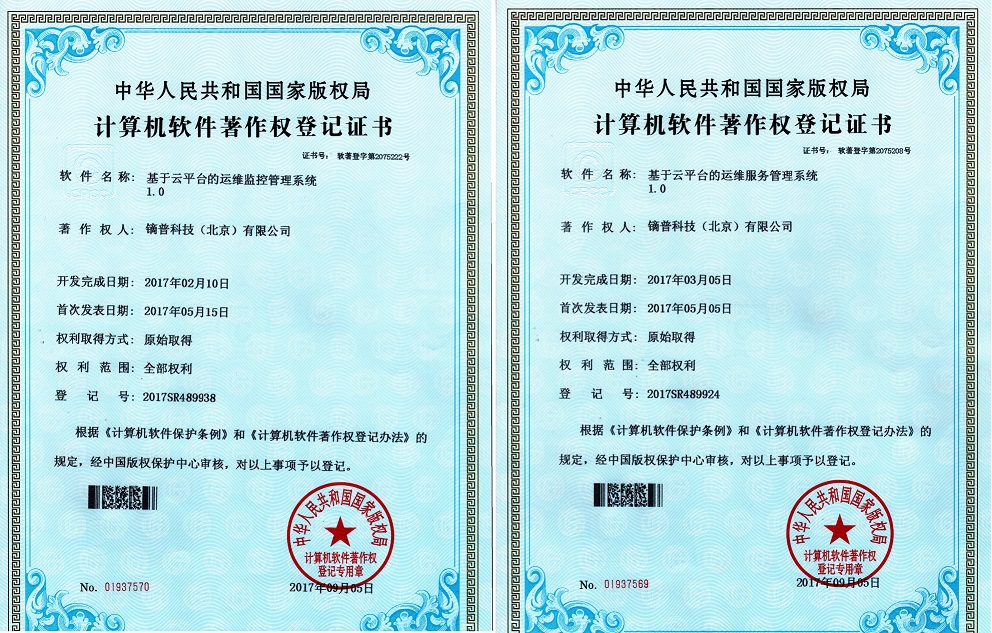 中华人民共和国国家版权局
计算机软件著作权登记证书
证书号： 软著登字第2075222号
软件名称： 基于云平台的运维监控管理系统
1.0
著作权人： 镝普科技（北京）有限公司
开发完成日期： 2017年02月10日
首次发表日期： 2017年05月15日
权利取得方式： 原始取得
权利范围： 全部权利
登记号： 2017SR489938
根据《计算机软件保护条例》和《计算机软件著作权登记办法》的
规定，经中国版权保护中心审核，对以上事项予以登记。
中华人民共和国国家版权局
计算机软件著作权
登记专用章
No. 01937570
2017年09月05日
中华人民共和国国家版权局
计算机软件著作权登记证书
证书号： 软著登字第2075208号
软件名称： 基于云平台的运维服务管理系统
1.0
著作权人： 镝普科技（北京）有限公司
开发完成日期： 2017年03月05日
首次发表日期： 2017年05月05日
权利取得方式： 原始取得
权利范围： 全部权利
登记号： 2017SR489924
根据《计算机软件保护条例》和《计算机软件著作权登记办法》的
规定，经中国版权保护中心审核，对以上事项予以登记。
中华人民共和国国家版权局
计算机软件著作权
登记专用章
No. 01937569
2017年09月05日